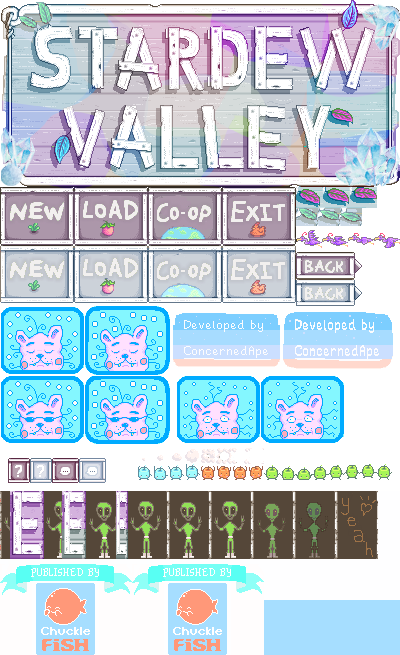 STARDEW
VALLEY
NEW LOAD CO-OP EXIT
NEW LOAD CO-OP EXIT
BACK
BACK
Developed by
ConcernedApe
Developed by
ConcernedApe
? ? ... ...
E E
yeah
PUBLISHED BY
Chuckle
FiSH
PUBLISHED BY
Chuckle
FiSH